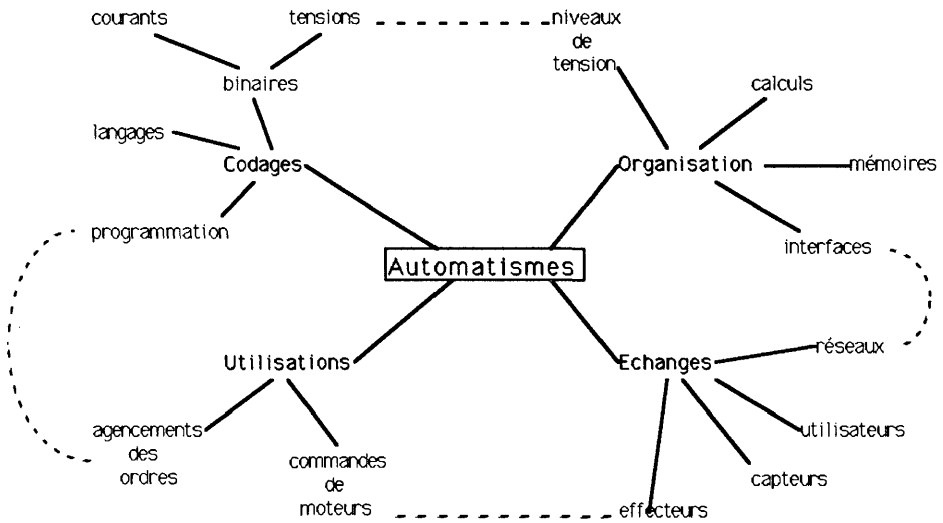 courants
tensions
niveaux
de
tension
binaires
calculs
langages
Codages
Organisation
mémoires
programmation
interfaces
Automatismes
réseaux
Utilisations
Echanges
agencements
des
ordres
utilisateurs
commandes
de
moteurs
capteurs
effecteurs